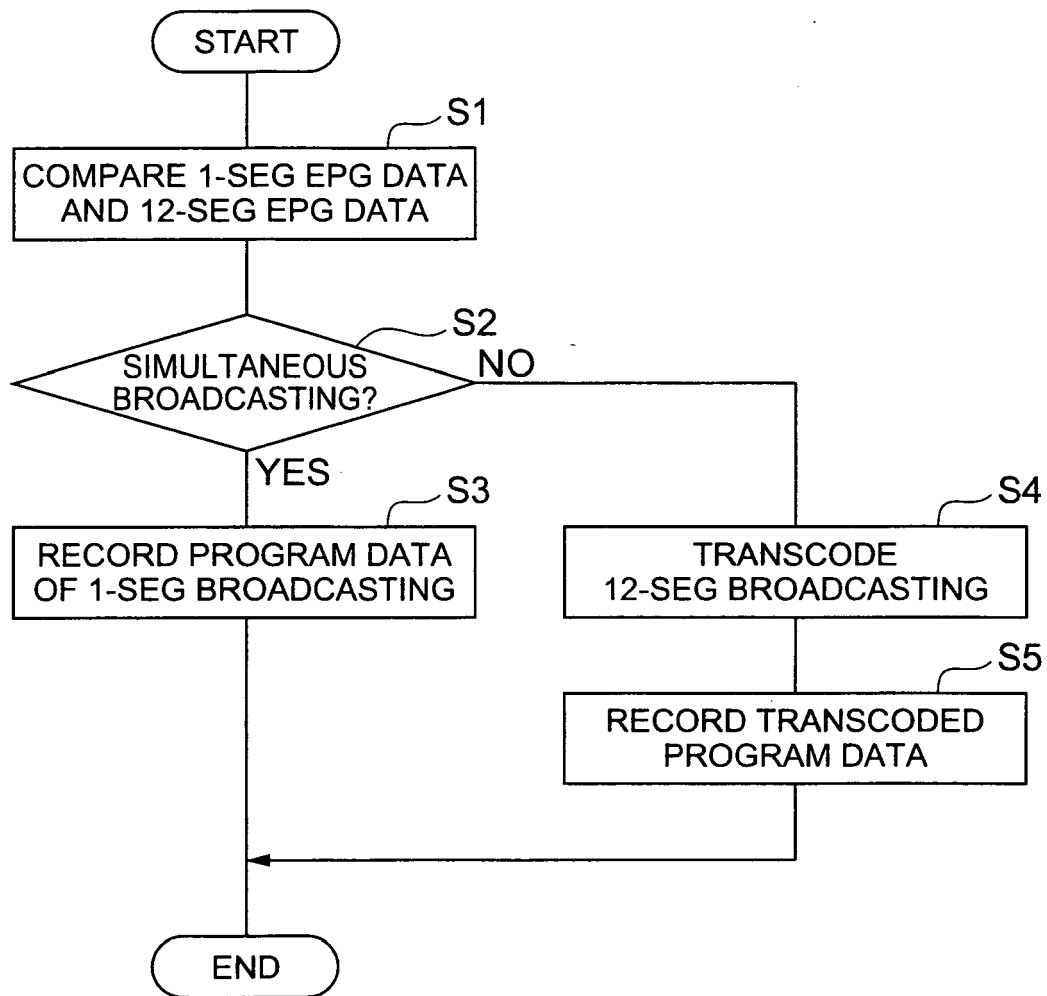 START
S1
COMPARE 1-SEG EPG DATA
AND 12-SEG EPG DATA
S2
SIMULTANEOUS
BROADCASTING?
NO
YES
S3
RECORD PROGRAM DATA
OF 1-SEG BROADCASTING
S4
TRANSCODE
12-SEG BROADCASTING
S5
RECORD TRANSCODED
PROGRAM DATA
END